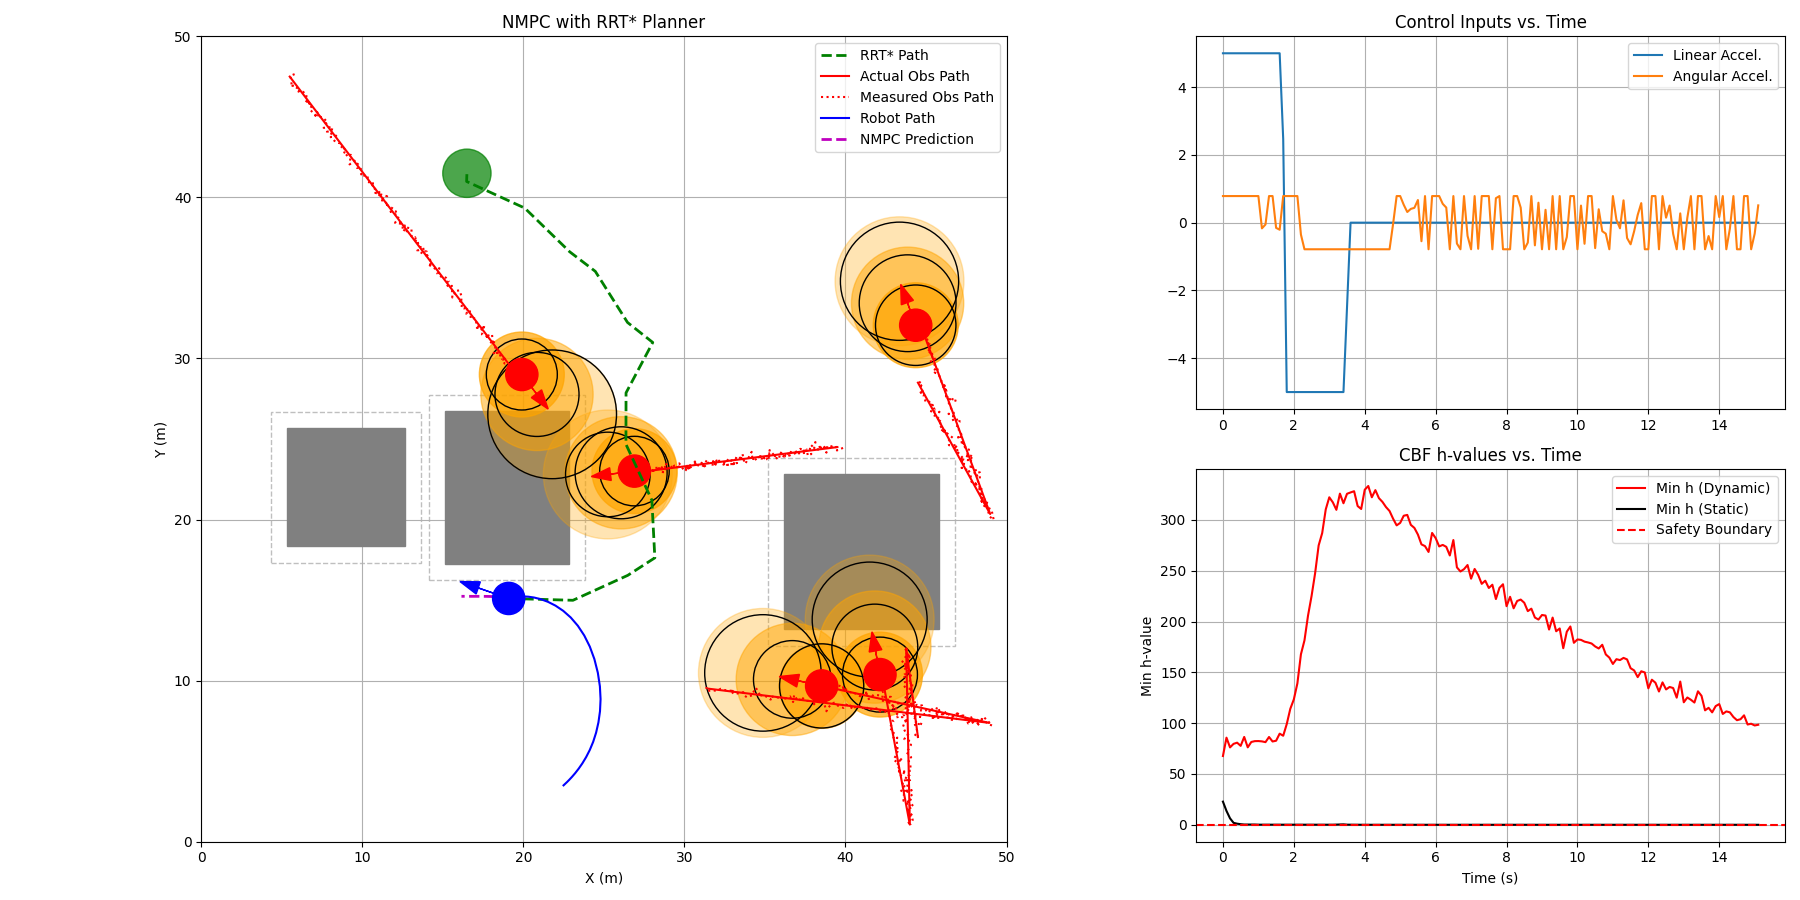 NMPC with RRT* Planner
50
40
30
20
10
0
Y (m)
0 10 20 30 40 50
X (m)
RRT* Path
Actual Obs Path
Measured Obs Path
Robot Path
NMPC Prediction
Control Inputs vs. Time
4
2
0
−2
−4
0 2 4 6 8 10 12 14
Linear Accel.
Angular Accel.
CBF h-values vs. Time
300
250
200
150
100
50
0
Min h-value
0 2 4 6 8 10 12 14
Time (s)
Min h (Dynamic)
Min h (Static)
Safety Boundary